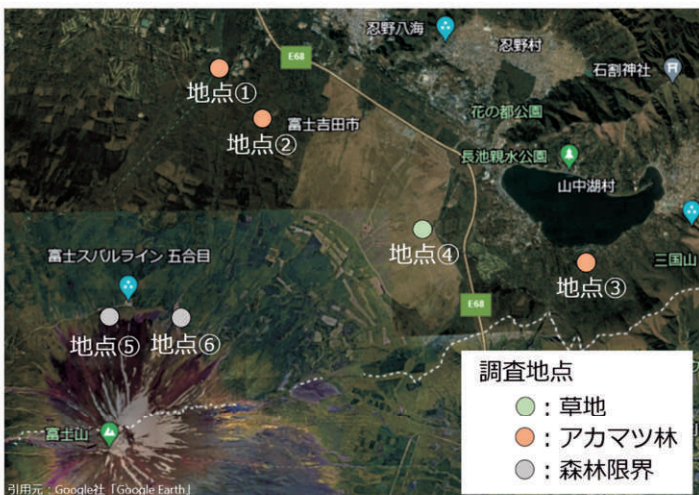 忍野八海
忍野村
E68
石割神社
地点①
花の都公園
地点②
富士吉田市
長池親水公園
山中湖村
地点④
富士スバルライン 五合目
地点③
三国山
E68
地点⑤
地点⑥
調査地点
：草地
：アカマツ林
：森林限界
富士山
引用元：Google社「Google Earth」